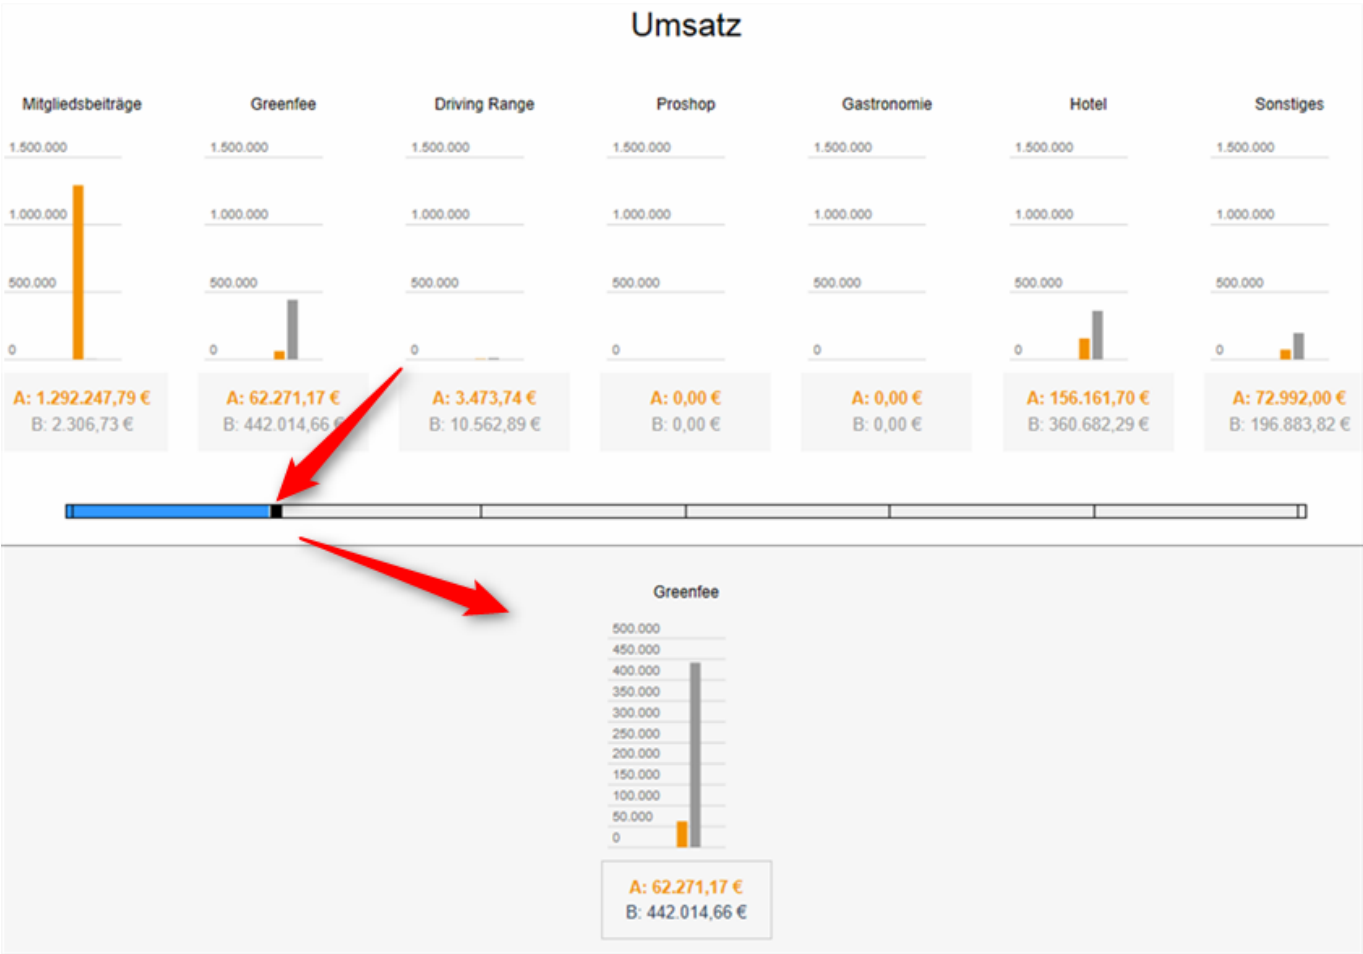 Umsatz
Mitgliedsbeiträge Greenfee Driving Range Proshop Gastronomie Hotel Sonstiges
1.500.000 1.500.000 1.500.000 1.500.000 1.500.000 1.500.000 1.500.000
1.000.000 1.000.000 1.000.000 1.000.000 1.000.000 1.000.000 1.000.000
500.000 500.000 500.000 500.000 500.000 500.000 500.000
0 0 0 0 0 0 0
A: 1.292.247,79 € A: 62.271,17 € A: 3.473,74 € A: 0,00 € A: 0,00 € A: 156.161,70 € A: 72.992,00 €
B: 2.306,73 € B: 442.014,66 € B: 10.562,89 € B: 0,00 € B: 0,00 € B: 360.682,29 € B: 196.883,82 €
Greenfee
500.000
450.000
400.000
350.000
300.000
250.000
200.000
150.000
100.000
50.000
0
A: 62.271,17 €
B: 442.014,66 €